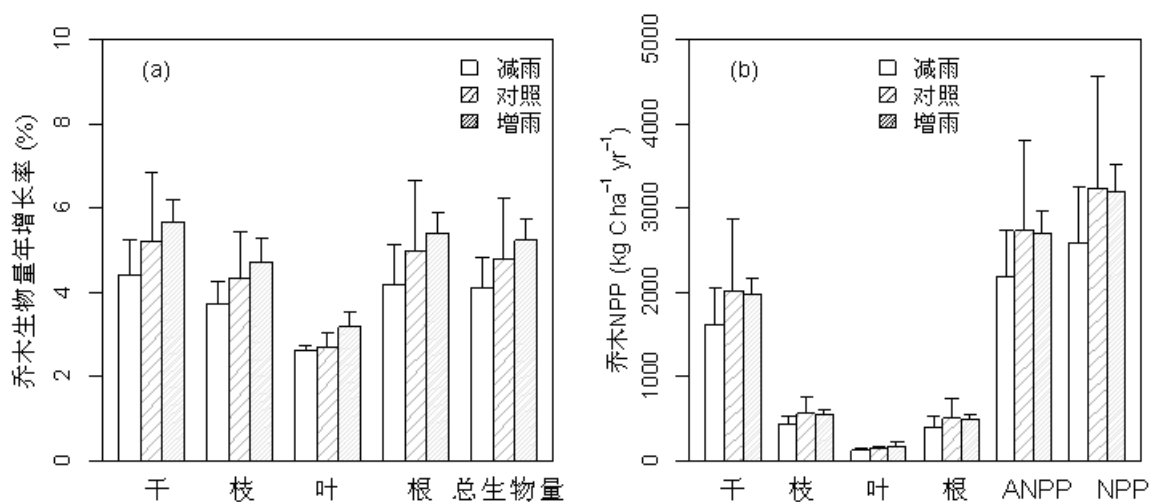 乔木生物量年增长率 (%)
10
8
6
4
2
0
(a)
减雨
对照
增雨
干 枝 叶 根 总生物量
乔木NPP (kg Cha⁻¹ yr⁻¹)
5000
4000
3000
2000
1000
0
(b)
减雨
对照
增雨
干 枝 叶 根 ANPP NPP